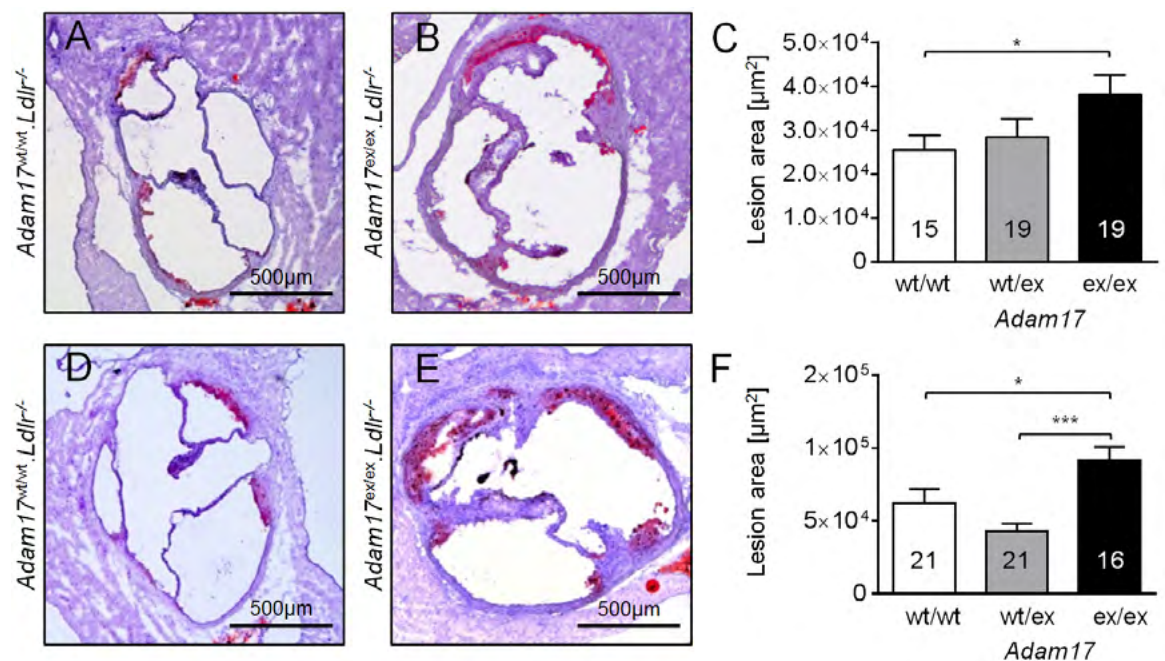 A
B
C
Adam17wt/wt.Ldlr-/-
Adam17ex/ex.Ldlr-/-
500µm
500µm
Lesion area [µm²]
5.0×10⁴
4.0×10⁴
3.0×10⁴
2.0×10⁴
1.0×10⁴
0
*
15
19
19
wt/wt
wt/ex
ex/ex
Adam17
D
E
F
Adam17wt/wt.Ldlr-/-
Adam17ex/ex.Ldlr-/-
500µm
500µm
Lesion area [µm²]
2×10⁵
1×10⁵
5×10⁴
0
*
***
21
21
16
wt/wt
wt/ex
ex/ex
Adam17